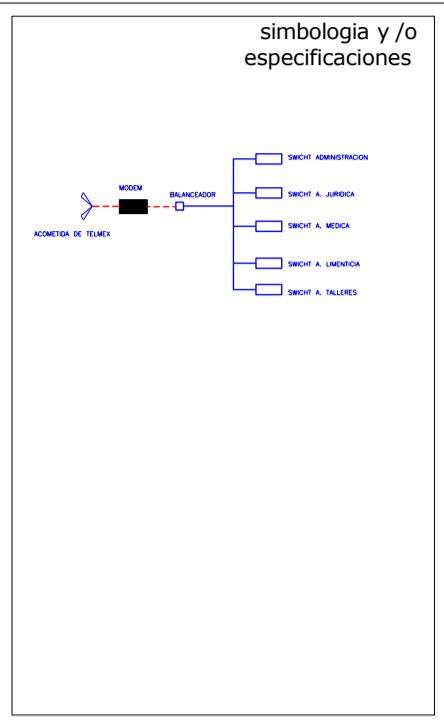 simbologia y /o
especificaciones
SWICHT ADMINISTRACION
MODEM
BALANCEADOR
SWICHT A. JURIDICA
ACOMETIDA DE TELMEX
SWICHT A. MEDICA
SWICHT A. LIMENTICIA
SWICHT A. TALLERES